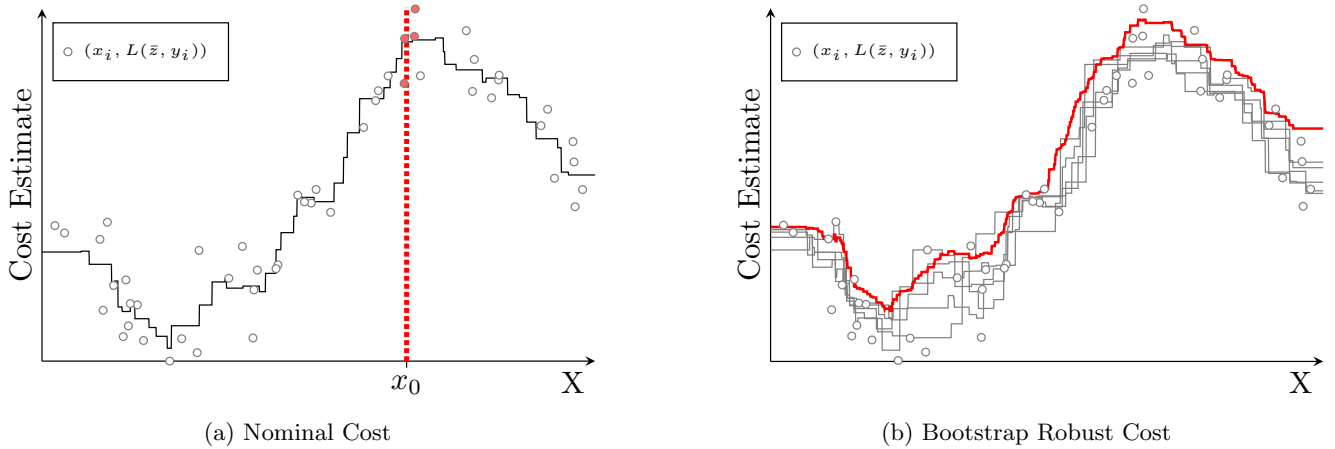 Cost Estimate
(x_i, L(z̄, y_i))
x_0
X
(a) Nominal Cost
Cost Estimate
(x_i, L(z̄, y_i))
X
(b) Bootstrap Robust Cost